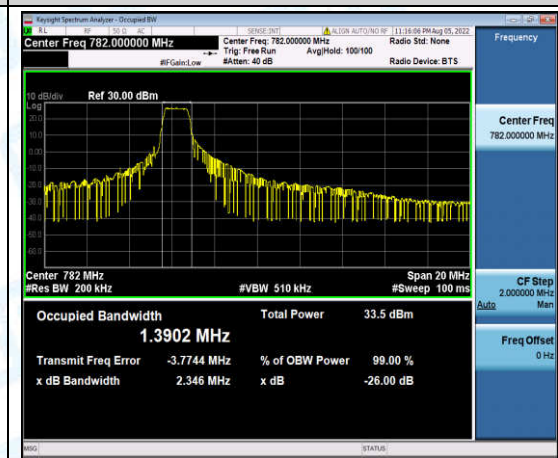 Keysight Spectrum Analyzer - Occupied BW
RL RF 50 Ω AC SENSE:INT ALIGN AUTO/NO RF 11:16:06 PM Aug 05, 2022
Center Freq 782.000000 MHz Center Freq: 782.000000 MHz Radio Std: None
Trig: Free Run Avg|Hold: 100/100
#IFGain:Low #Atten: 40 dB Radio Device: BTS
Frequency
10 dB/div Ref 30.00 dBm
Log
20.0
10.0
0.00
-10.0
-20.0
-30.0
-40.0
-50.0
-60.0
Center Freq
782.000000 MHz
Center 782 MHz Span 20 MHz
#Res BW 200 kHz #VBW 510 kHz #Sweep 100 ms
CF Step
2.000000 MHz
Auto Man
Occupied Bandwidth Total Power 33.5 dBm
1.3902 MHz
Transmit Freq Error -3.7744 MHz % of OBW Power 99.00 %
x dB Bandwidth 2.346 MHz x dB -26.00 dB
Freq Offset
0 Hz
MSG STATUS